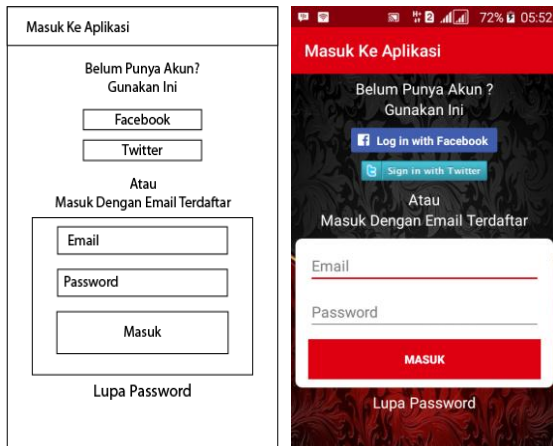 Masuk Ke Aplikasi
Belum Punya Akun?
Gunakan Ini
Facebook
Twitter
Atau
Masuk Dengan Email Terdaftar
Email
Password
Masuk
Lupa Password
2 72% 05:52
Masuk Ke Aplikasi
Belum Punya Akun ?
Gunakan Ini
Log in with Facebook
Sign in with Twitter
Atau
Masuk Dengan Email Terdaftar
Email
Password
MASUK
Lupa Password